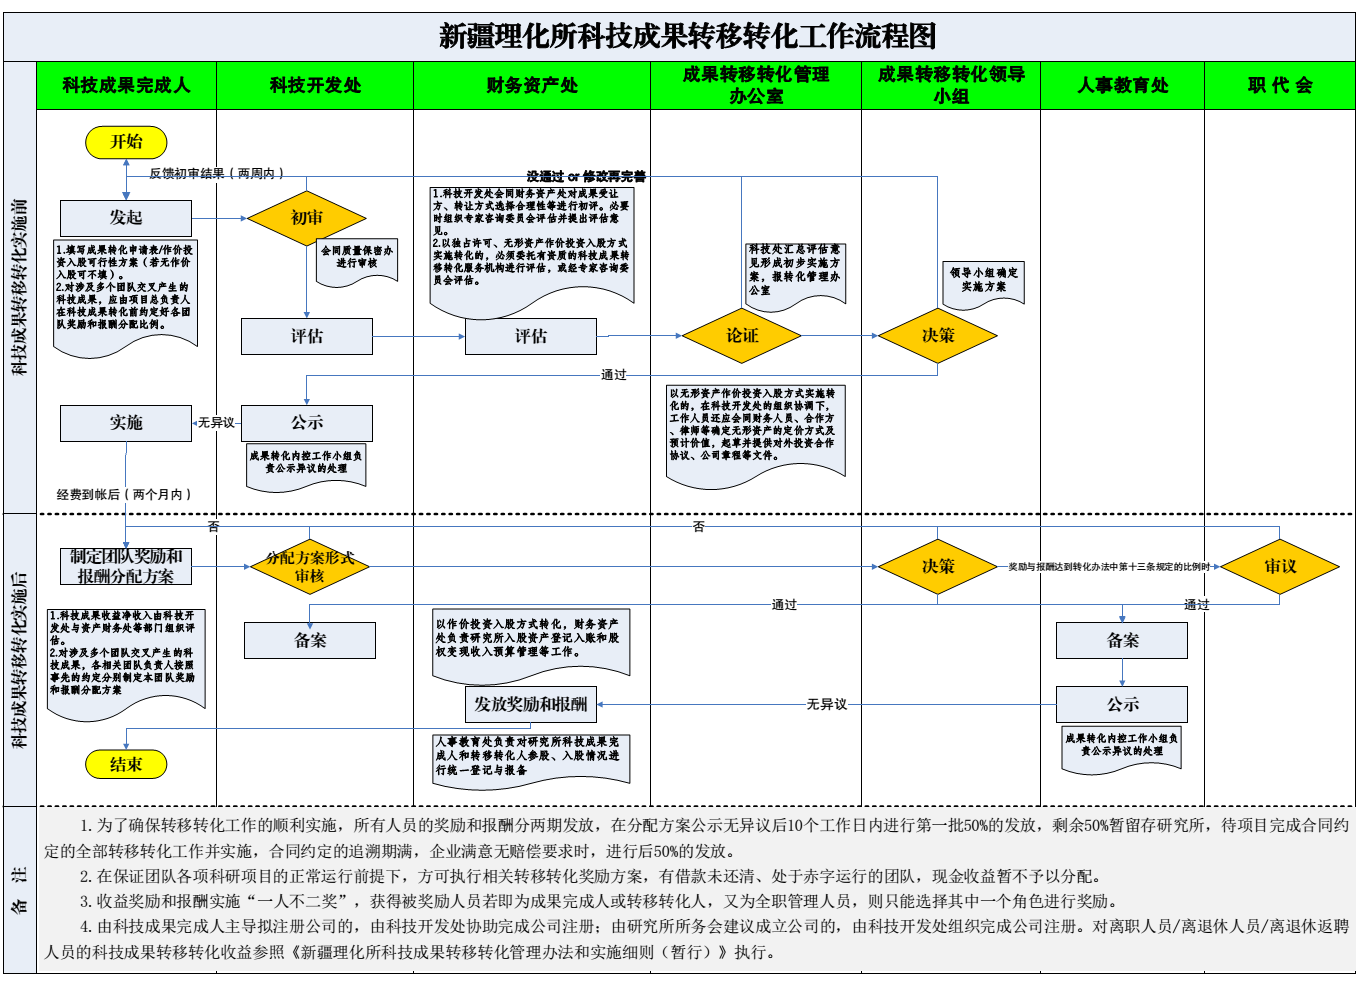 新疆理化所科技成果转移转化工作流程图
科技成果完成人
科技开发处
财务资产处
成果转移转化管理
办公室
成果转移转化领导
小组
人事教育处
职 代 会
科技成果转移转化实施前
开始
反馈初审结果（两周内）
没通过 or 修改再完善
发起
初审
1.填写成果转化申请表/作价投
资入股可行性方案（若无作价
入股可不填）。
2.对涉及多个团队交叉产生的
科技成果，应由项目总负责人
在科技成果转化前约定好各团
队奖励和报酬分配比例。
会同质量保密办
进行审核
1.科技开发处会同财务资产处对成果受让
方、转让方式选择合理性等进行初评。必要
时组织专家咨询委员会评估并提出评估意
见。
2.以独占许可、无形资产作价投资入股方式
实施转化的，必须委托有资质的科技成果转
移转化服务机构进行评估，或经专家咨询委
员会评估。
科技处汇总评估意
见形成初步实施方
案，报转化管理办
公室
领导小组确定
实施方案
评估
评估
论证
决策
通过
实施
无异议
公示
成果转化内控工作小组负
责公示异议的处理
以无形资产作价投资入股方式实施转
化的，在科技开发处的组织协调下，
工作人员还应会同财务人员、合作方
、律师等确定无形资产的定价方式及
预计价值，起草并提供对外投资合作
协议、公司章程等文件。
经费到帐后（两个月内）
科技成果转移转化实施后
否
否
制定团队奖励和
报酬分配方案
分配方案形式
审核
决策
奖励与报酬达到转化办法中第十三条规定的比例时
审议
通过
通过
1.科技成果收益净收入由科技开
发处与资产财务处等部门组织评
估。
2.对涉及多个团队交叉产生的科
技成果，各相关团队负责人按照
事先的约定分别制定本团队奖励
和报酬分配方案
备案
以作价投资入股方式转化，财务资产
处负责研究所入股资产登记入账和股
权变现收入预算管理等工作。
备案
发放奖励和报酬
无异议
公示
人事教育处负责对研究所科技成果完
成人和转移转化人参股、入股情况进
行统一登记与报备
成果转化内控工作小组负
责公示异议的处理
结束
备 注
1. 为了确保转移转化工作的顺利实施，所有人员的奖励和报酬分两期发放，在分配方案公示无异议后10个工作日内进行第一批50%的发放，剩余50%暂留存研究所，待项目完成合同约
定的全部转移转化工作并实施，合同约定的追溯期满，企业满意无赔偿要求时，进行后50%的发放。
2. 在保证团队各项科研项目的正常运行前提下，方可执行相关转移转化奖励方案，有借款未还清、处于赤字运行的团队，现金收益暂不予以分配。
3. 收益奖励和报酬实施“一人不二奖”，获得被奖励人员若即为成果完成人或转移转化人，又为全职管理人员，则只能选择其中一个角色进行奖励。
4. 由科技成果完成人主导拟注册公司的，由科技开发处协助完成公司注册；由研究所所务会建议成立公司的，由科技开发处组织完成公司注册。对离职人员/离退休人员/离退休返聘
人员的科技成果转移转化收益参照《新疆理化所科技成果转移转化管理办法和实施细则（暂行）》执行。